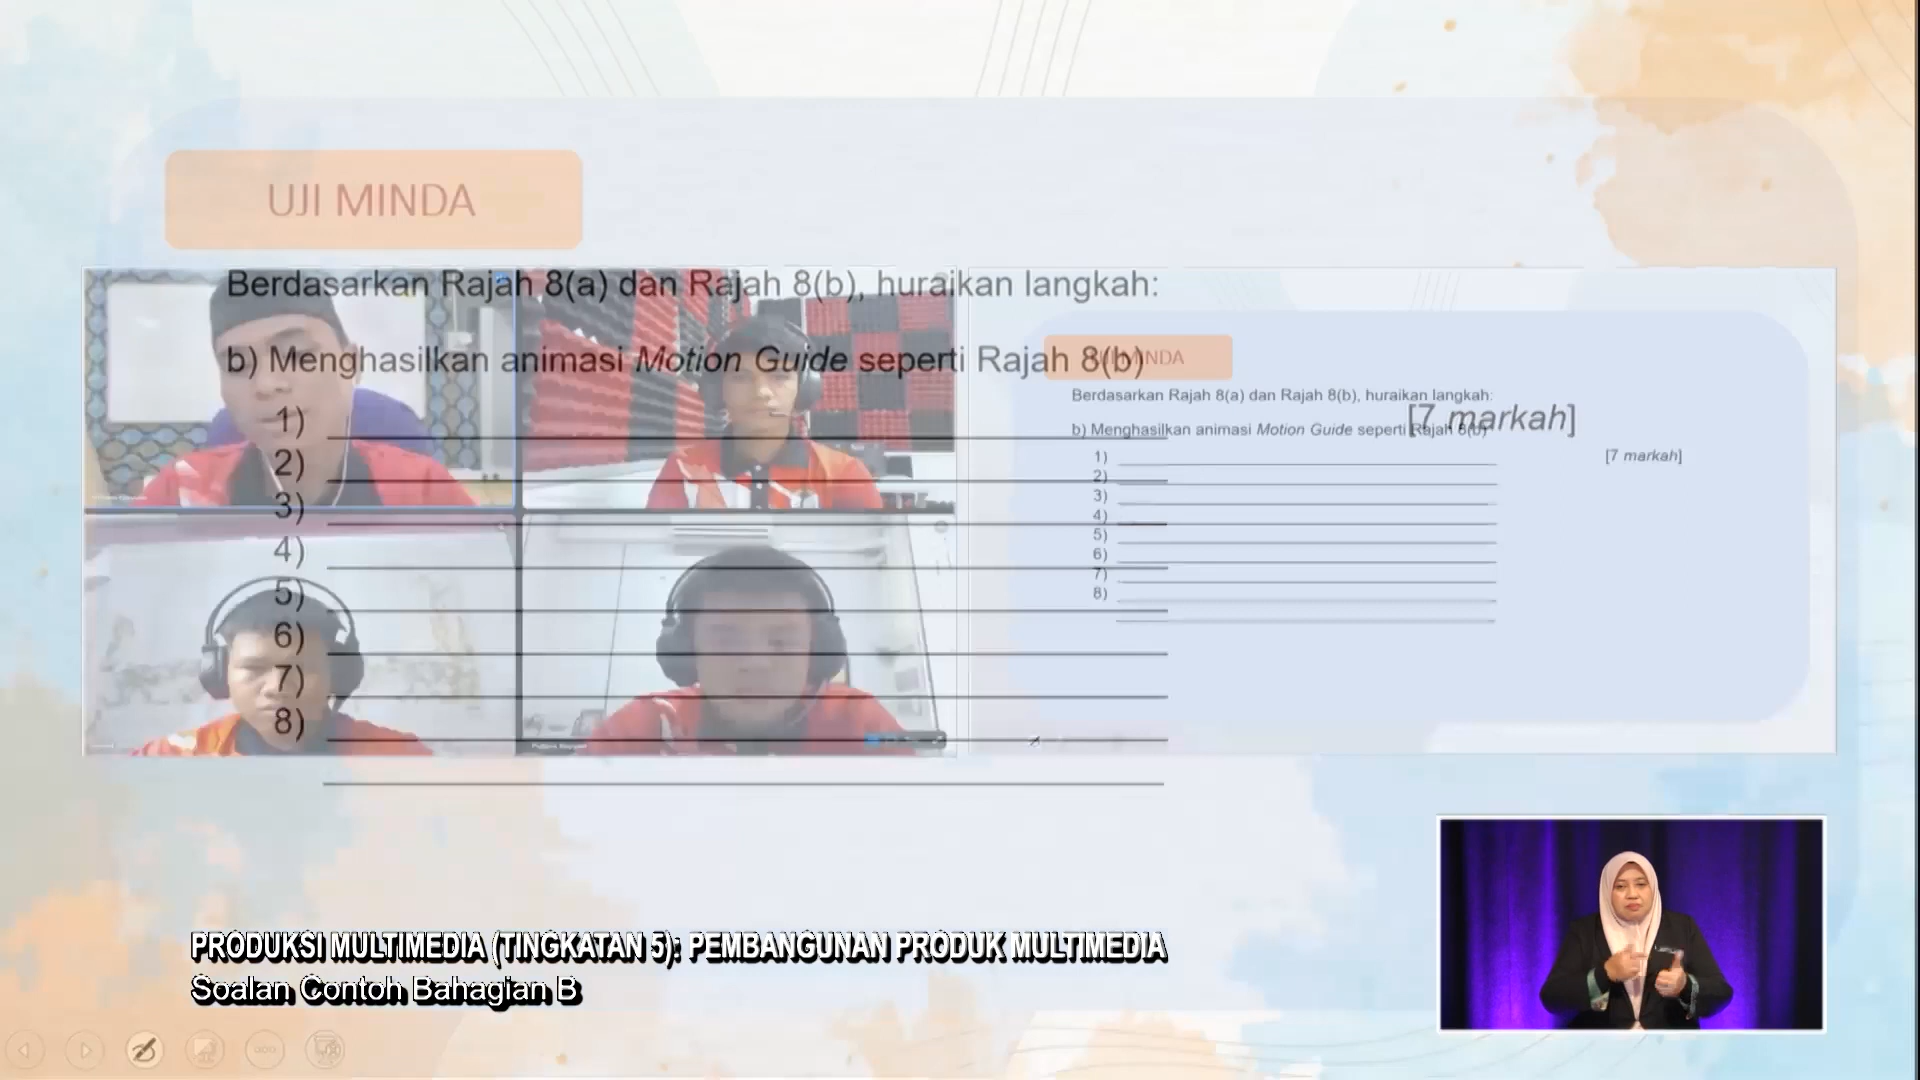 UJI MINDA
Berdasarkan Rajah 8(a) dan Rajah 8(b), huraikan langkah:
b) Menghasilkan animasi Motion Guide seperti Rajah 8(b)
[7 markah]
1)
2)
3)
4)
5)
6)
7)
8)
MINDA
Berdasarkan Rajah 8(a) dan Rajah 8(b), huraikan langkah:
b) Menghasilkan animasi Motion Guide seperti Rajah 8(b)
[7 markah]
1)
2)
3)
4)
5)
6)
7)
8)
PRODUKSI MULTIMEDIA (TINGKATAN 5): PEMBANGUNAN PRODUK MULTIMEDIA
Soalan Contoh Bahagian B